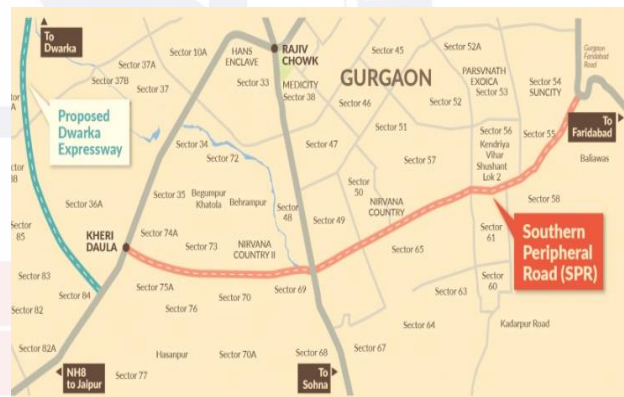 To
Dwarka
Sector 10A
HANS
ENCLAVE
RAJIV
CHOWK
Sector 45
Sector 52A
Gurgaon
Faridabad
Road
Sector 37A
Sector 37B
Sector 37
Sector 33
MEDICITY
Sector 38
GURGAON
Sector 46
PARSVNATH
EXOICA
Sector 53
Sector 54
SUNCITY
Sector 52
Proposed
Dwarka
Expressway
Sector 34
Sector 72
Sector 47
Sector 51
Sector 57
Sector 56
Kendriya
Vihar
Shushant
Lok 2
Sector 55
To
Faridabad
Baliawas
Sector 36A
Sector 35
Begumpur
Khatola
Behrampur
Sector
48
Sector
50
NIRVANA
COUNTRY
Sector 49
Sector 58
Sector
85
KHERI
DAULA
Sector 74A
Sector 73
NIRVANA
COUNTRY II
Sector 65
Sector
61
Southern
Peripheral
Road (SPR)
Sector 83
Sector 84
Sector 75A
Sector 76
Sector 70
Sector 69
Sector 63
Sector
60
Sector 82
Sector 64
Kadarpur Road
Sector 82A
NH8
to Jaipur
Sector 77
Hasanpur
Sector 70A
Sector 68
To
Sohna
Sector 67